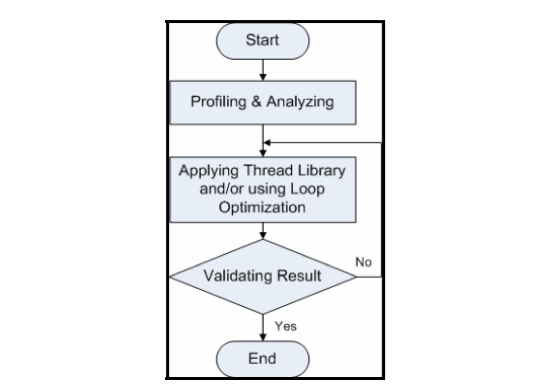 Start
Profiling & Analyzing
Applying Thread Library
and/or using Loop
Optimization
Validating Result
No
Yes
End